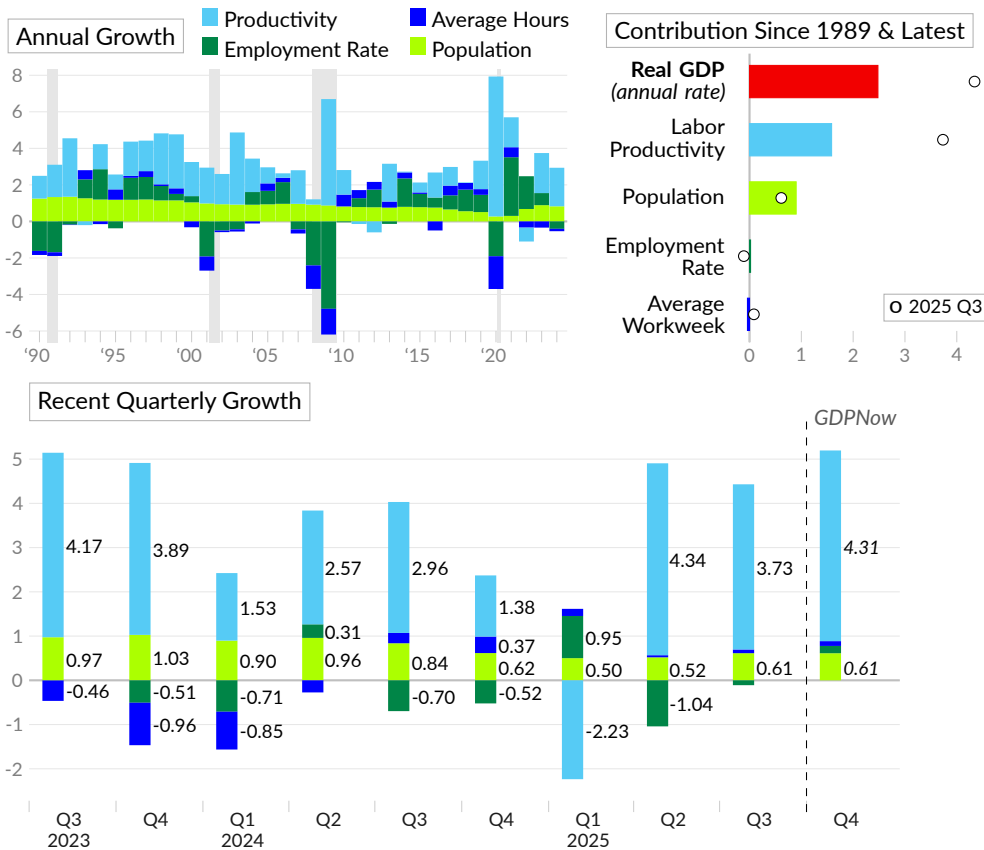 Annual Growth
Productivity
Average Hours
Employment Rate
Population
8
6
4
2
0
-2
-4
-6
‘90
‘95
‘00
‘05
‘10
‘15
‘20
Contribution Since 1989 & Latest
Real GDP
(annual rate)
Labor
Productivity
Population
Employment
Rate
Average
Workweek
2025 Q3
0 1 2 3 4
Recent Quarterly Growth
GDPNow
5
4
3
2
1
0
-1
-2
4.17
0.97
-0.46
3.89
1.03
-0.51
-0.96
1.53
0.90
-0.71
-0.85
2.57
0.31
0.96
2.96
0.84
-0.70
1.38
0.37
0.62
-0.52
0.95
0.50
-2.23
4.34
0.52
-1.04
3.73
0.61
4.31
0.61
Q3
2023
Q4
Q1
2024
Q2
Q3
Q4
Q1
2025
Q2
Q3
Q4